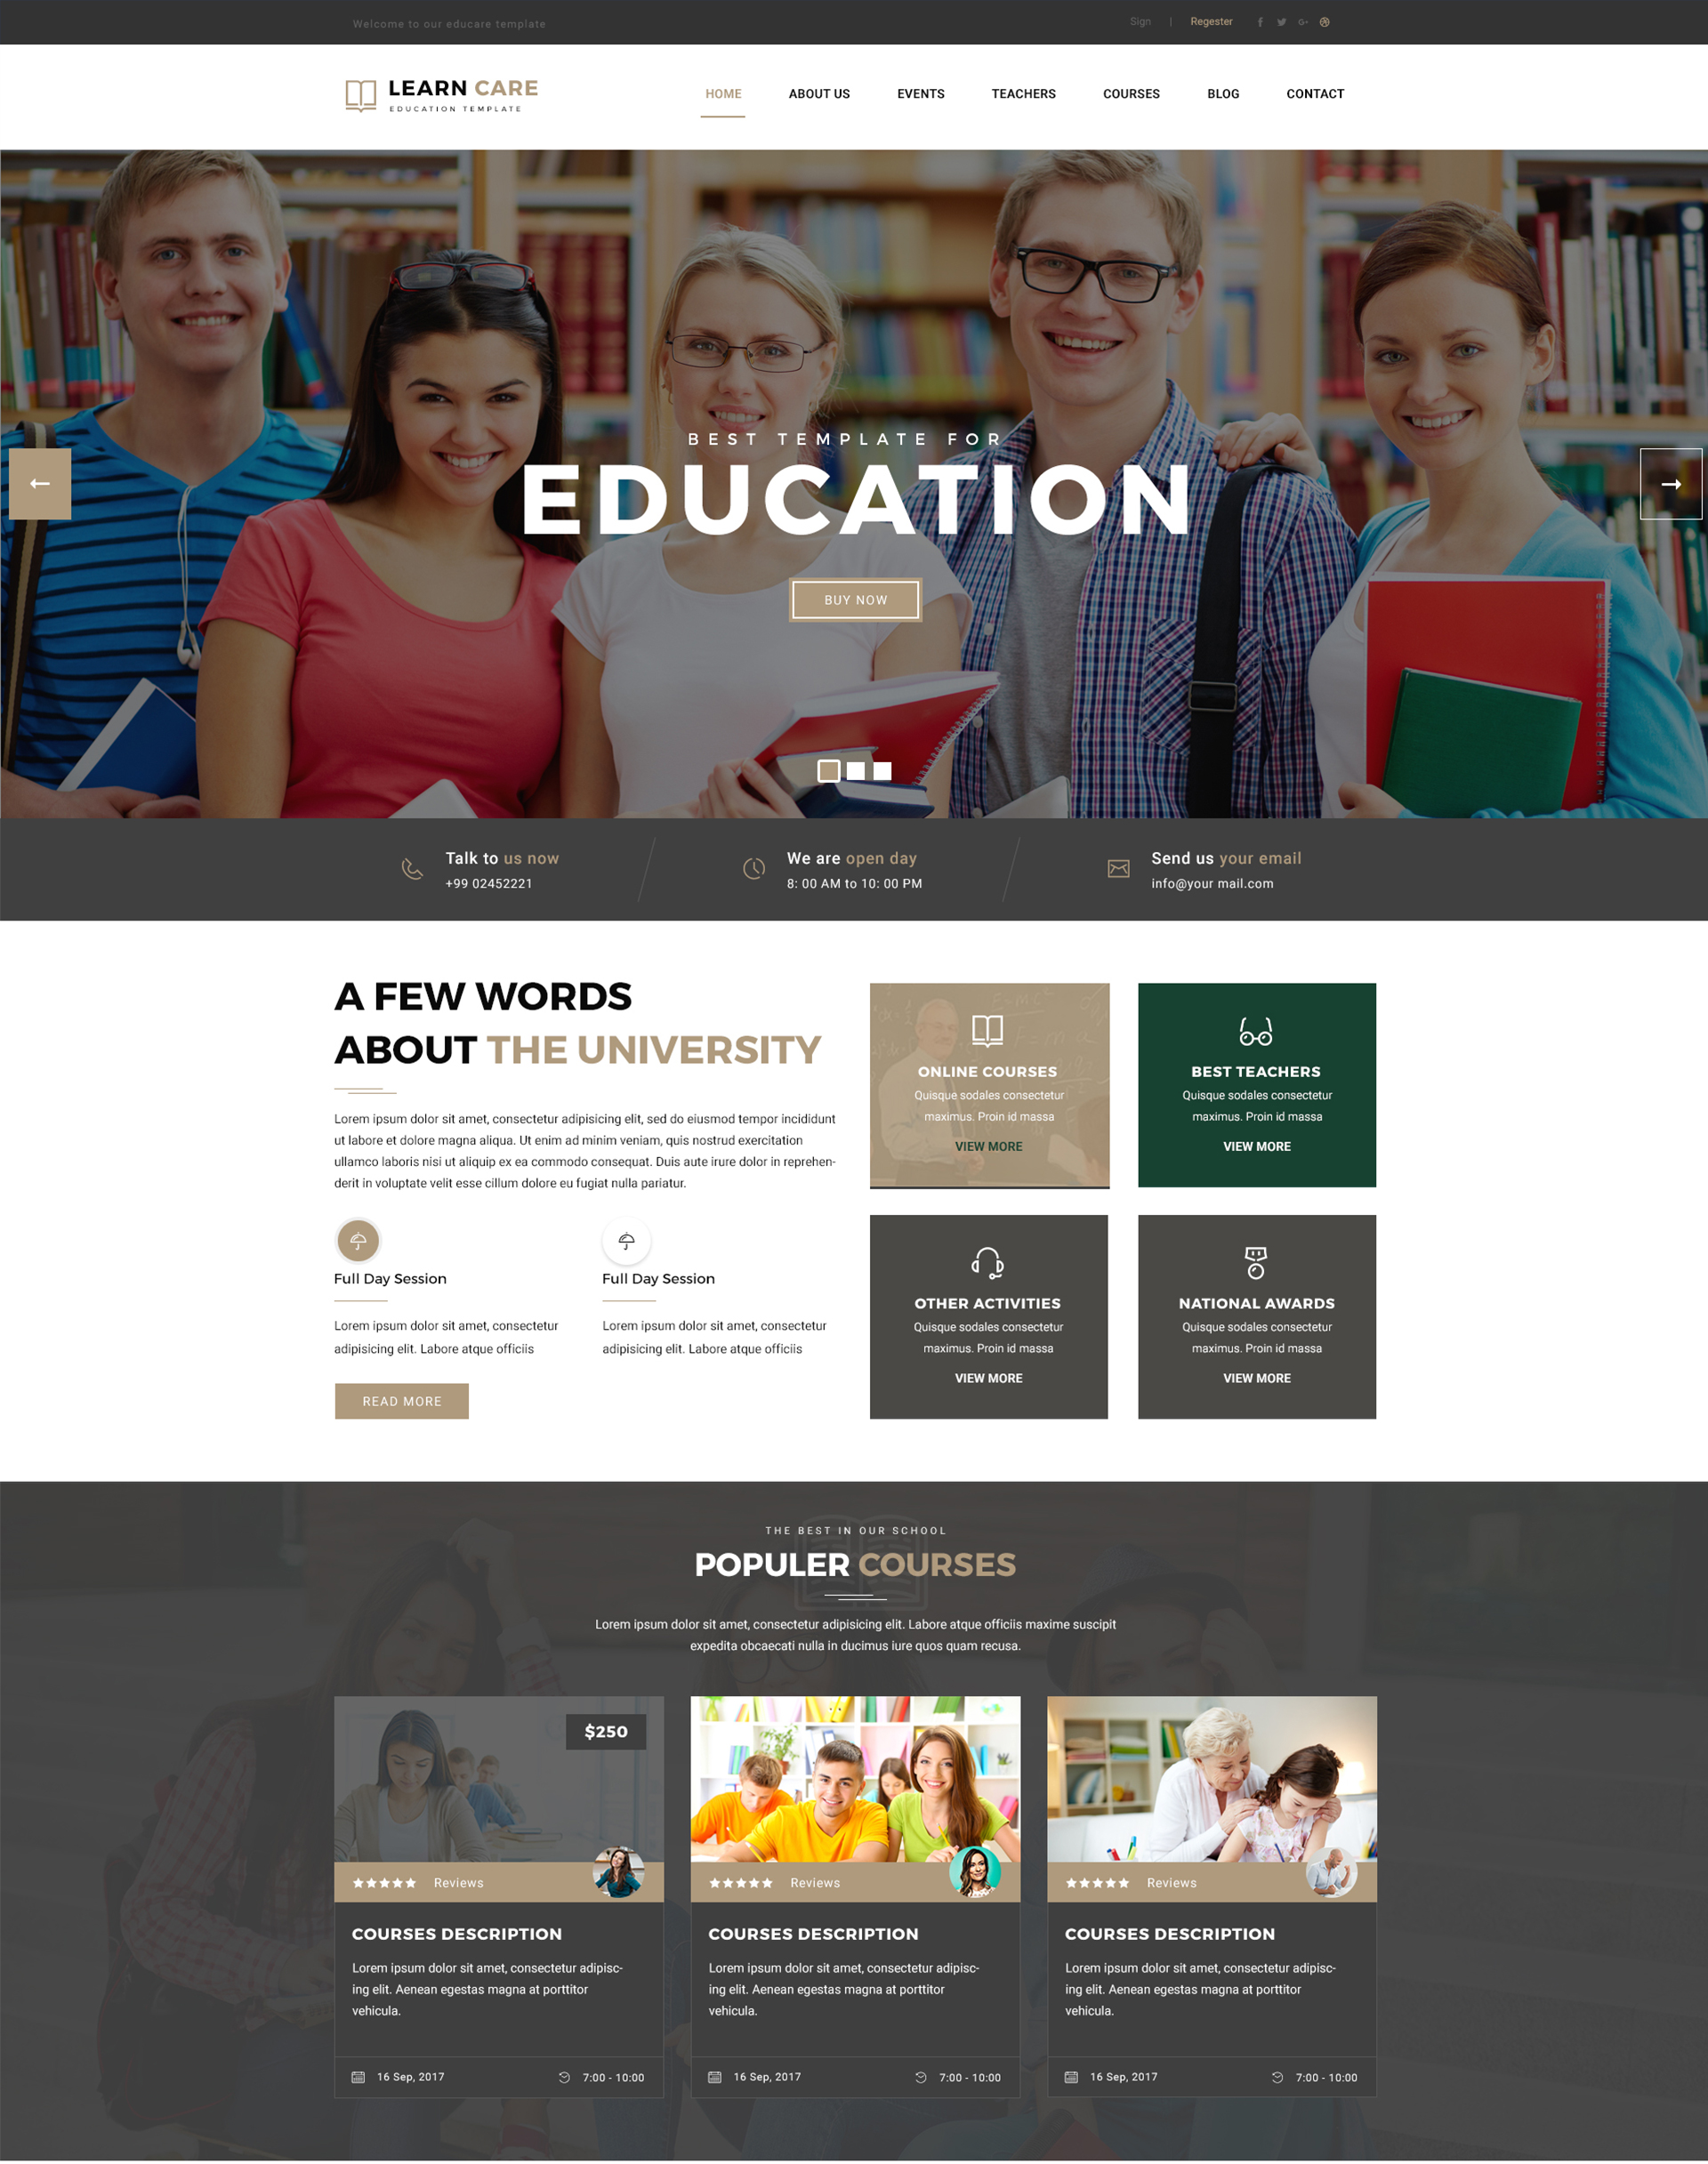 Welcome to our educare template
Sign | Regester
LEARN CARE
EDUCATION TEMPLATE
HOME ABOUT US EVENTS TEACHERS COURSES BLOG CONTACT
BEST TEMPLATE FOR
EDUCATION
BUY NOW
Talk to us now
+99 02452221
We are open day
8: 00 AM to 10: 00 PM
Send us your email
info@your mail.com
A FEW WORDS
ABOUT THE UNIVERSITY
Lorem ipsum dolor sit amet, consectetur adipisicing elit, sed do eiusmod tempor incididunt
ut labore et dolore magna aliqua. Ut enim ad minim veniam, quis nostrud exercitation
ullamco laboris nisi ut aliquip ex ea commodo consequat. Duis aute irure dolor in reprehen-
derit in voluptate velit esse cillum dolore eu fugiat nulla pariatur.
Full Day Session
Lorem ipsum dolor sit amet, consectetur
adipisicing elit. Labore atque officiis
Full Day Session
Lorem ipsum dolor sit amet, consectetur
adipisicing elit. Labore atque officiis
READ MORE
ONLINE COURSES
Quisque sodales consectetur
maximus. Proin id massa
VIEW MORE
BEST TEACHERS
Quisque sodales consectetur
maximus. Proin id massa
VIEW MORE
OTHER ACTIVITIES
Quisque sodales consectetur
maximus. Proin id massa
VIEW MORE
NATIONAL AWARDS
Quisque sodales consectetur
maximus. Proin id massa
VIEW MORE
THE BEST IN OUR SCHOOL
POPULER COURSES
Lorem ipsum dolor sit amet, consectetur adipisicing elit. Labore atque officiis maxime suscipit
expedita obcaecati nulla in ducimus iure quos quam recusa.
$250
Reviews
COURSES DESCRIPTION
Lorem ipsum dolor sit amet, consectetur adipisc-
ing elit. Aenean egestas magna at porttitor
vehicula.
16 Sep, 2017 7:00 - 10:00
Reviews
COURSES DESCRIPTION
Lorem ipsum dolor sit amet, consectetur adipisc-
ing elit. Aenean egestas magna at porttitor
vehicula.
16 Sep, 2017 7:00 - 10:00
Reviews
COURSES DESCRIPTION
Lorem ipsum dolor sit amet, consectetur adipisc-
ing elit. Aenean egestas magna at porttitor
vehicula.
16 Sep, 2017 7:00 - 10:00